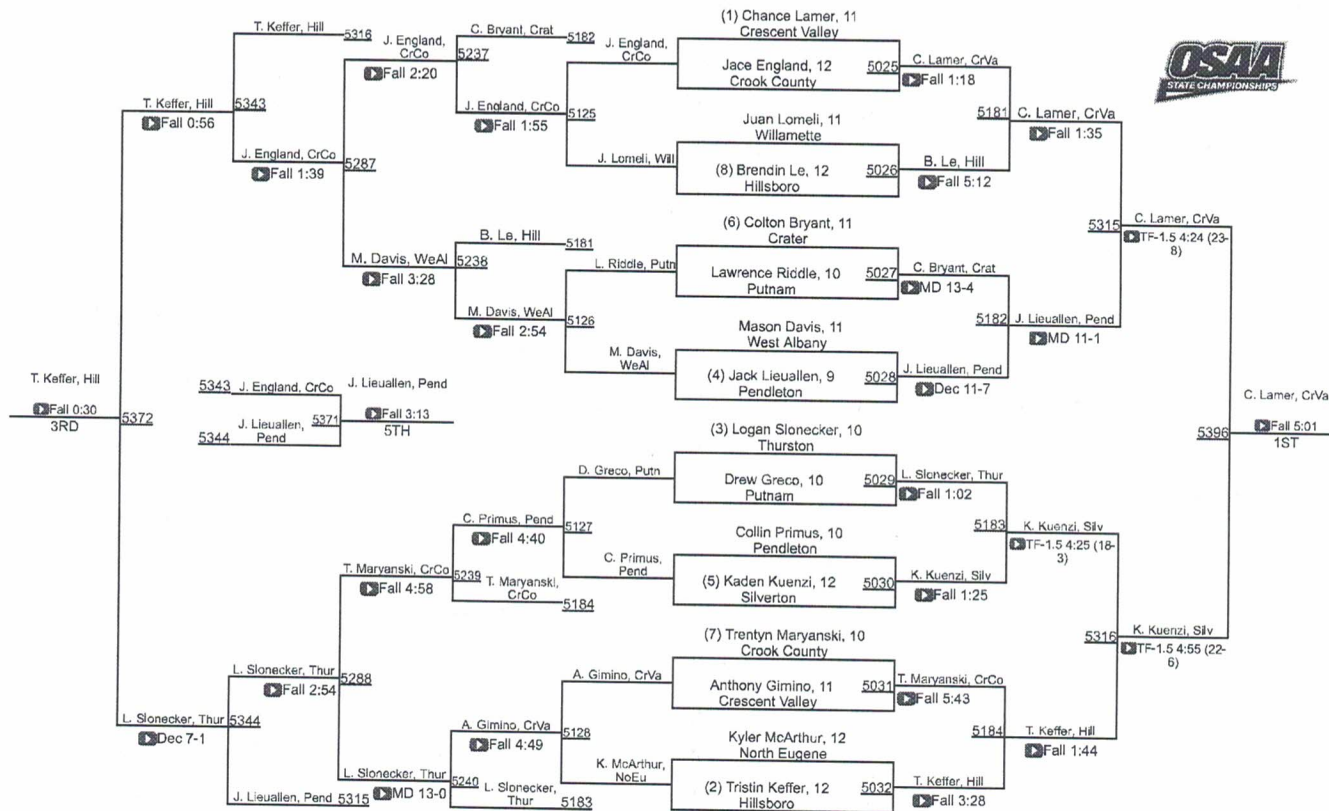 OSAA
STATE CHAMPIONSHIPS
(1) Chance Lamer, 11
Crescent Valley
Jace England, 12
Crook County
5025
Juan Lomeli, 11
Willamette
(8) Brendin Le, 12
Hillsboro
5026
(6) Colton Bryant, 11
Crater
Lawrence Riddle, 10
Putnam
5027
Mason Davis, 11
West Albany
(4) Jack Lieuallen, 9
Pendleton
5028
(3) Logan Slonecker, 10
Thurston
Drew Greco, 10
Putnam
5029
Collin Primus, 10
Pendleton
(5) Kaden Kuenzi, 12
Silverton
5030
(7) Trentyn Maryanski, 10
Crook County
Anthony Gimino, 11
Crescent Valley
5031
Kyler McArthur, 12
North Eugene
(2) Tristin Keffer, 12
Hillsboro
5032
C. Lamer, CrVa
Fall 1:18
5181
B. Le, Hill
Fall 5:12
C. Bryant, Crat
MD 13-4
5182
J. Lieuallen, Pend
Dec 11-7
L. Slonecker, Thur
Fall 1:02
5183
K. Kuenzi, Silv
Fall 1:25
T. Maryanski, CrCo
Fall 5:43
5184
T. Keffer, Hill
Fall 3:28
C. Lamer, CrVa
Fall 1:35
5315
J. Lieuallen, Pend
MD 11-1
K. Kuenzi, Silv
TF-1.5 4:25 (18-
3)
5316
T. Keffer, Hill
Fall 1:44
C. Lamer, CrVa
TF-1.5 4:24 (23-
8)
5396
K. Kuenzi, Silv
TF-1.5 4:55 (22-
6)
C. Lamer, CrVa
Fall 5:01
1ST
J. England,
CrCo
5125
J. Lomeli, Will
L. Riddle, Putn
5126
M. Davis,
WeAl
D. Greco, Putn
5127
C. Primus,
Pend
A. Gimino, CrVa
5128
K. McArthur,
NoEu
C. Bryant, Crat
5182
5237
J. England, CrCo
Fall 1:55
B. Le, Hill
5181
5238
M. Davis, WeAl
Fall 2:54
C. Primus, Pend
Fall 4:40
5239
T. Maryanski,
CrCo
5184
A. Gimino, CrVa
Fall 4:49
5240
L. Slonecker,
Thur
5183
J. England,
CrCo
Fall 2:20
5287
M. Davis, WeAl
Fall 3:28
T. Maryanski, CrCo
Fall 4:58
5288
L. Slonecker, Thur
MD 13-0
T. Keffer, Hill
5316
5343
J. England, CrCo
Fall 1:39
L. Slonecker, Thur
Fall 2:54
5344
J. Lieuallen, Pend
5315
T. Keffer, Hill
Fall 0:56
5372
L. Slonecker, Thur
Dec 7-1
T. Keffer, Hill
Fall 0:30
3RD
5343
J. England, CrCo
5371
5344
J. Lieuallen,
Pend
J. Lieuallen, Pend
Fall 3:13
5TH